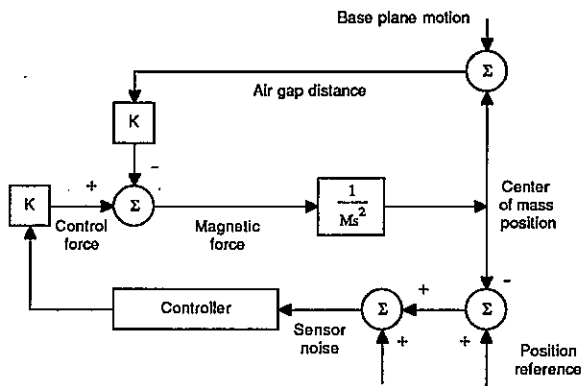 Base plane motion
Σ
Air gap distance
K
-
K
+
Σ
Control
force
Magnetic
force
1
Ms²
Center
of mass
position
-
Controller
Σ
+
Σ
Sensor
noise
+
+
Position
reference